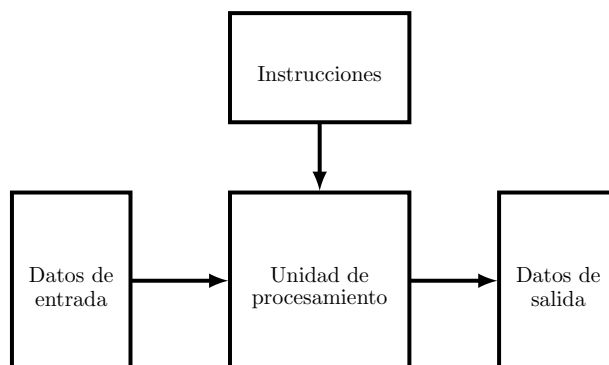 Instrucciones
Datos de
entrada
Unidad de
procesamiento
Datos de
salida